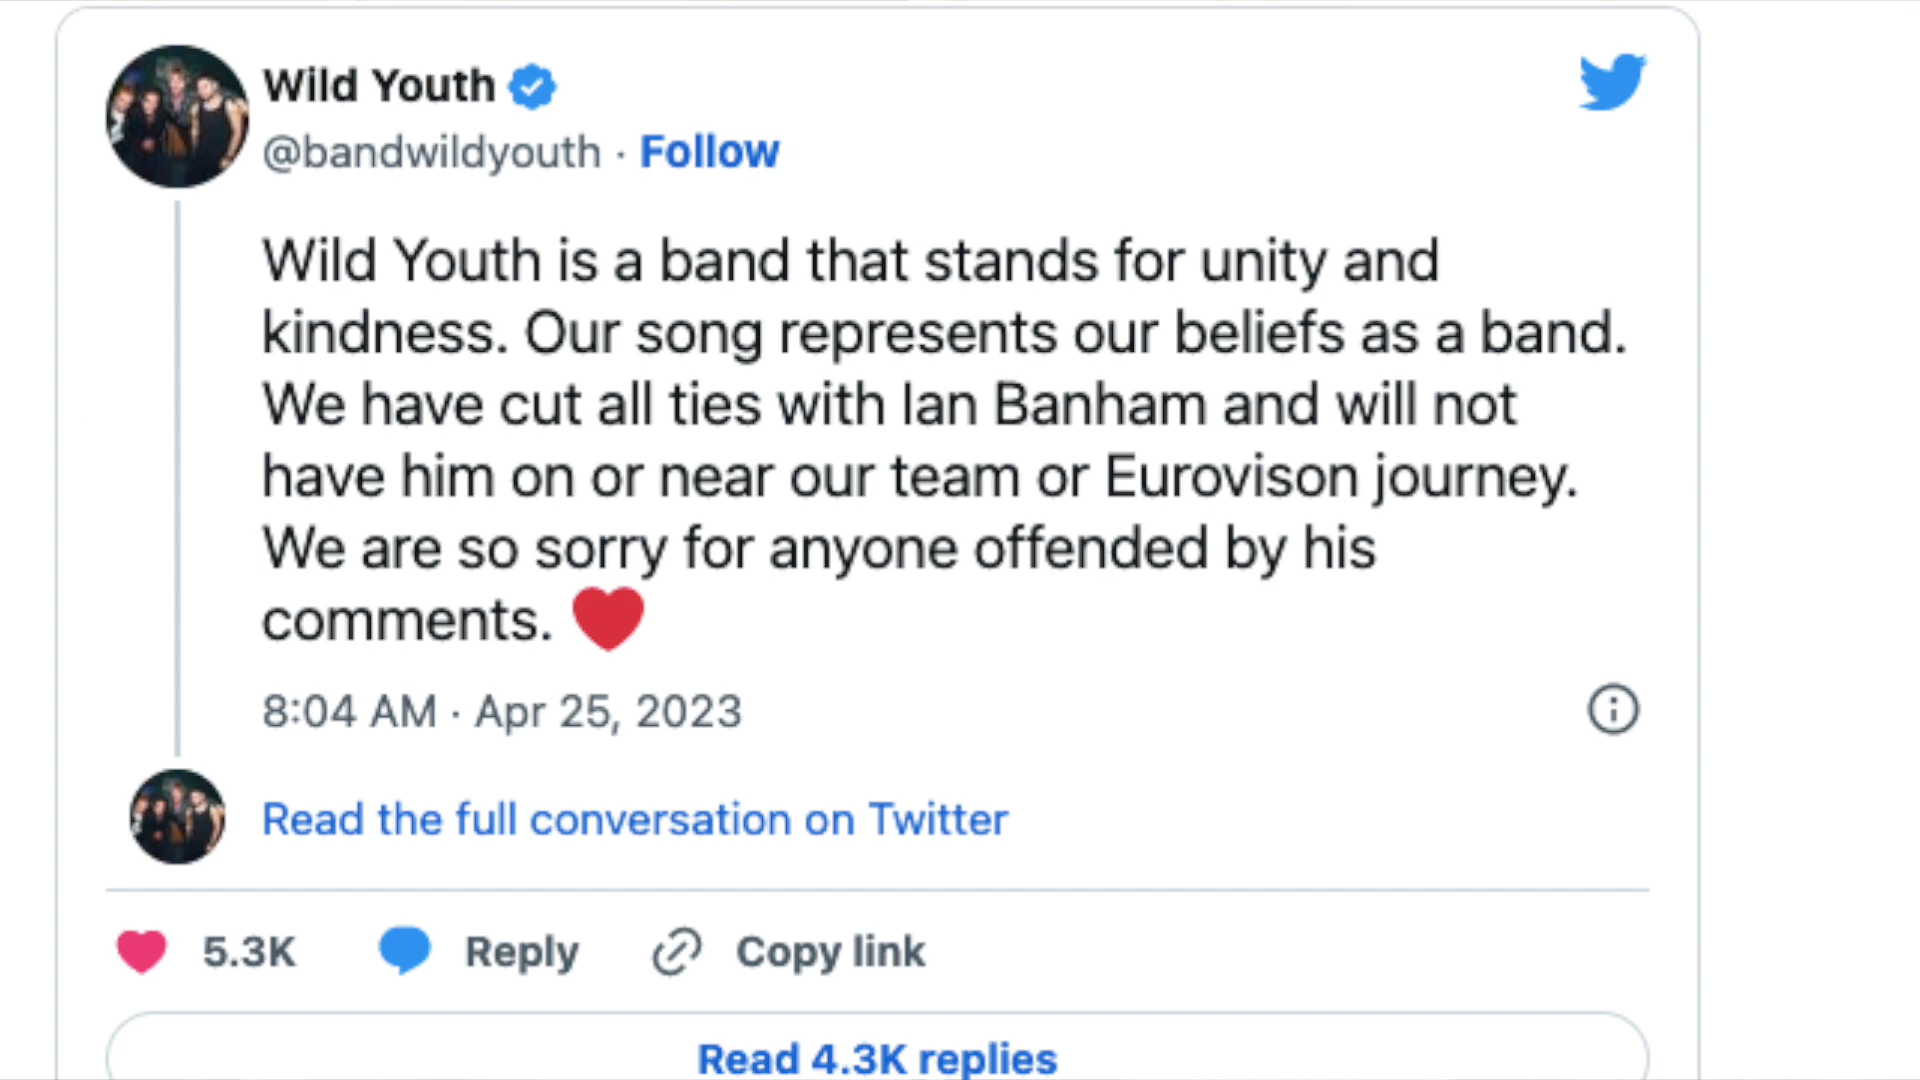 Wild Youth
@bandwildyouth · Follow
Wild Youth is a band that stands for unity and
kindness. Our song represents our beliefs as a band.
We have cut all ties with Ian Banham and will not
have him on or near our team or Eurovison journey.
We are so sorry for anyone offended by his
comments. ❤️
8:04 AM · Apr 25, 2023
Read the full conversation on Twitter
5.3K Reply Copy link
Read 4.3K replies